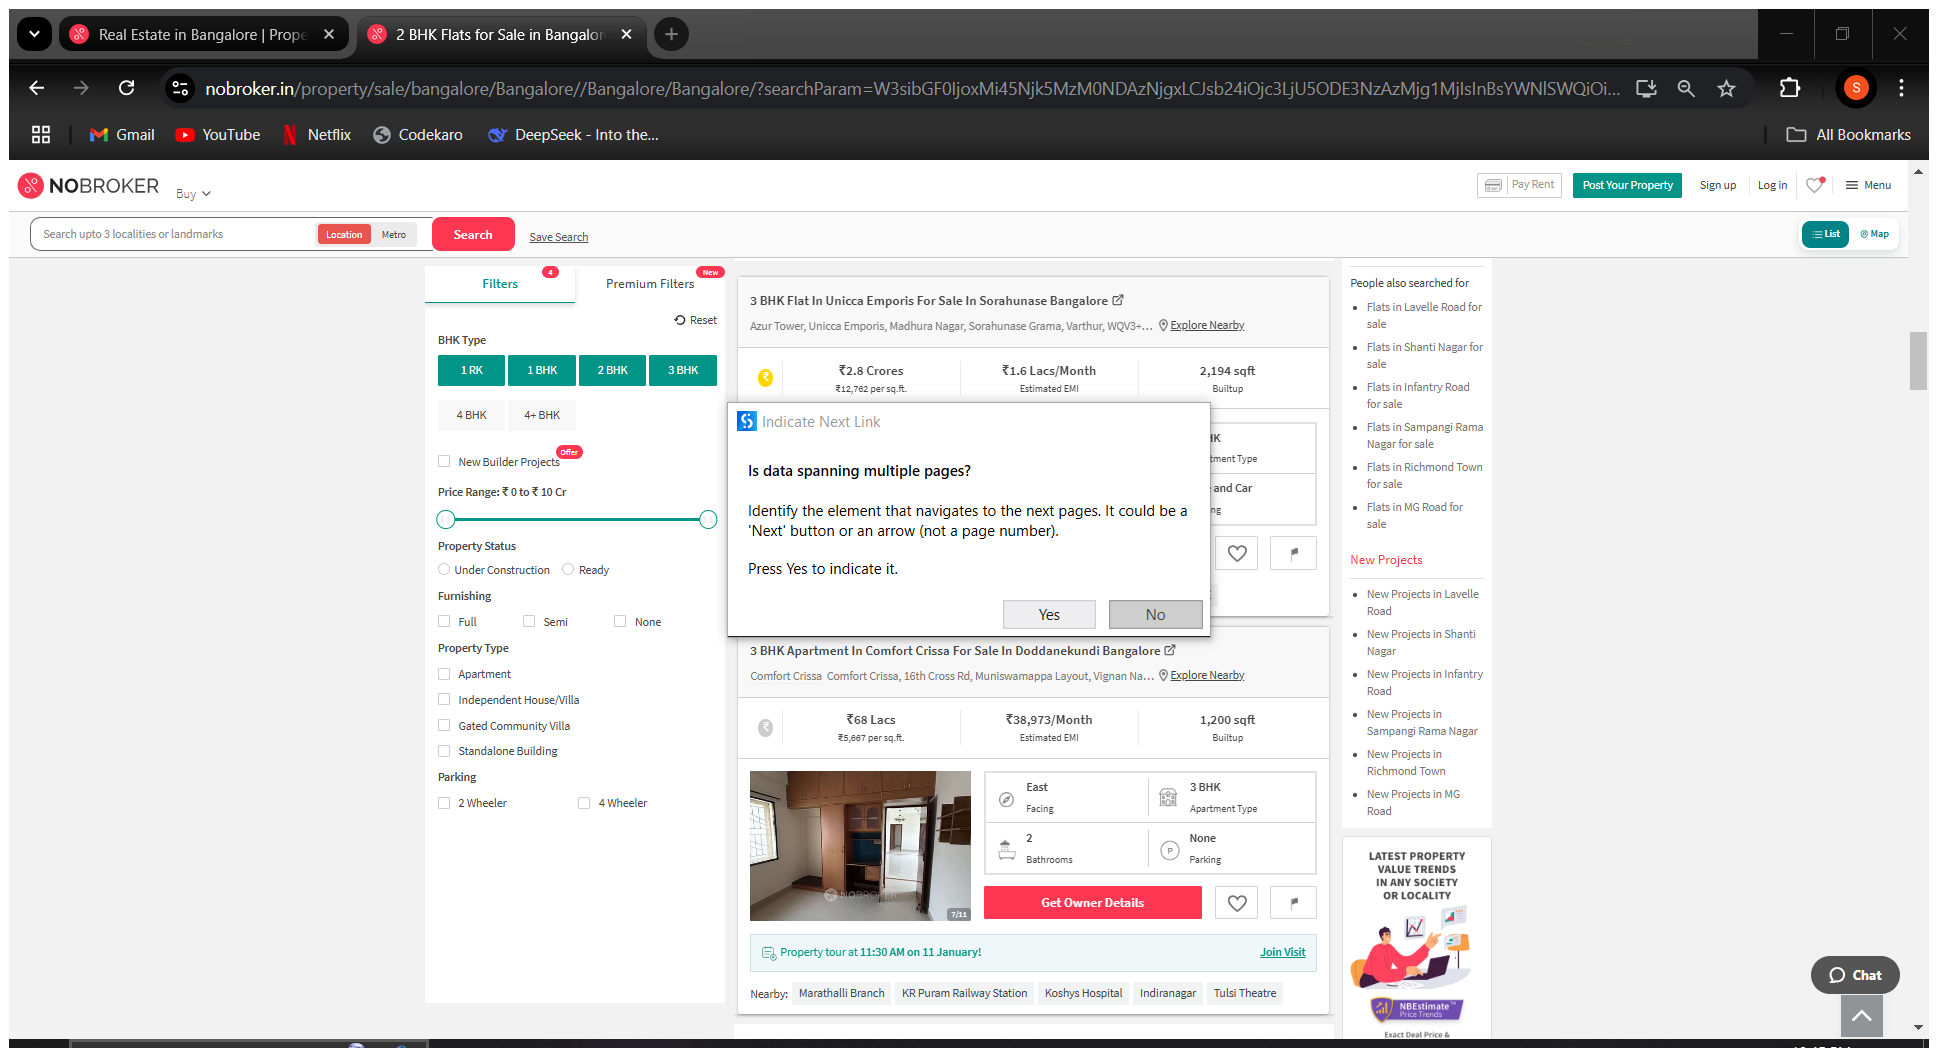 Real Estate in Bangalore | Prope
2 BHK Flats for Sale in Bangalor
nobroker.in/property/sale/bangalore/Bangalore//Bangalore/Bangalore/?searchParam=W3sibGF0IjoxMi45Njk5MzM0NDAzNjgxLCJsb24iOjc3LjU5ODE3NzAzMjg1MjIsInBsYWNlSWQiOi...
S
Gmail
YouTube
Netflix
Codekaro
DeepSeek - Into the...
All Bookmarks
NOBROKER
Buy
Pay Rent
Post Your Property
Sign up
Log in
Menu
Search upto 3 localities or landmarks
Location
Metro
Search
Save Search
List
Map
Filters
4
Premium Filters
New
Reset
BHK Type
1 RK
1 BHK
2 BHK
3 BHK
4 BHK
4+ BHK
New Builder Projects
Offer
Price Range: ₹ 0 to ₹ 10 Cr
Property Status
Under Construction
Ready
Furnishing
Full
Semi
None
Property Type
Apartment
Independent House/Villa
Gated Community Villa
Standalone Building
Parking
2 Wheeler
4 Wheeler
3 BHK Flat In Unicca Emporis For Sale In Sorahunase Bangalore
Azur Tower, Unicca Emporis, Madhura Nagar, Sorahunase Grama, Varthur, WQV3+...
Explore Nearby
₹2.8 Crores
₹12,762 per sq.ft.
₹1.6 Lacs/Month
Estimated EMI
2,194 sqft
Builtup
HK
tment Type
and Car
ng
Indicate Next Link
Is data spanning multiple pages?
Identify the element that navigates to the next pages. It could be a
'Next' button or an arrow (not a page number).
Press Yes to indicate it.
Yes
No
3 BHK Apartment In Comfort Crissa For Sale In Doddanekundi Bangalore
Comfort Crissa Comfort Crissa, 16th Cross Rd, Muniswamappa Layout, Vignan Na...
Explore Nearby
₹68 Lacs
₹5,667 per sq.ft.
₹38,973/Month
Estimated EMI
1,200 sqft
Builtup
NOBROKER
7/11
East
Facing
3 BHK
Apartment Type
2
Bathrooms
P
None
Parking
Get Owner Details
Property tour at 11:30 AM on 11 January!
Join Visit
Nearby:
Marathalli Branch
KR Puram Railway Station
Koshys Hospital
Indiranagar
Tulsi Theatre
People also searched for
Flats in Lavelle Road for
sale
Flats in Shanti Nagar for
sale
Flats in Infantry Road
for sale
Flats in Sampangi Rama
Nagar for sale
Flats in Richmond Town
for sale
Flats in MG Road for
sale
New Projects
New Projects in Lavelle
Road
New Projects in Shanti
Nagar
New Projects in Infantry
Road
New Projects in
Sampangi Rama Nagar
New Projects in
Richmond Town
New Projects in MG
Road
LATEST PROPERTY
VALUE TRENDS
IN ANY SOCIETY
OR LOCALITY
NBEstimate™
Price Trends
Exact Deal Price &
Chat